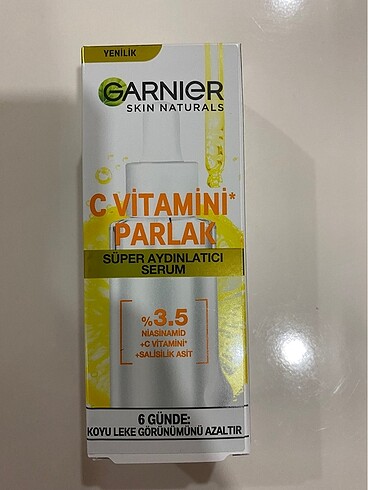 YENİLİK
GARNIER
SKIN NATURALS
C VİTAMİNİ*
PARLAK
SÜPER AYDINLATICI
SERUM
%3.5
NİASİNAMİD
+C VİTAMİNİ*
+SALİSİLİK ASİT
6 GÜNDE:
KOYU LEKE GÖRÜNÜMÜNÜ AZALTIR